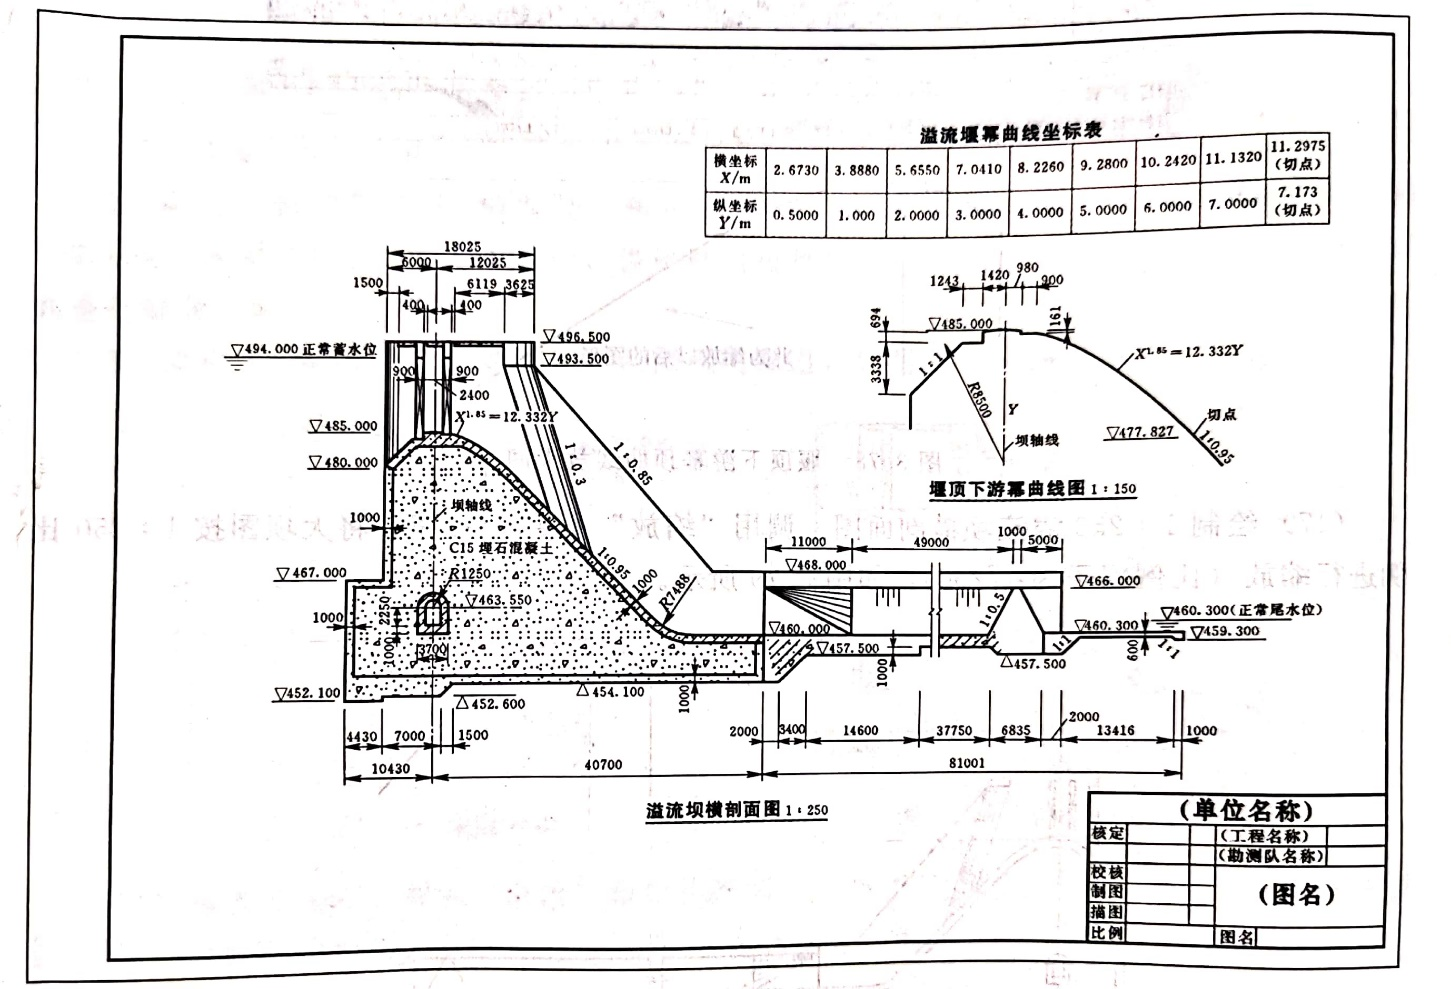 溢流堰幂曲线坐标表
横坐标 X/m 2.6730 3.8880 5.6550 7.0410 8.2260 9.2800 10.2420 11.1320 11.2975 (切点)
纵坐标 Y/m 0.5000 1.000 2.0000 3.0000 4.0000 5.0000 6.0000 7.0000 7.173 (切点)
18025
6000 12025
1500 6119 3625
400 400
▽496.500
▽494.000 正常蓄水位
▽493.500
900 900
2400
X¹·⁸⁵=12.332Y
▽485.000
▽480.000
1:0.3
1:0.85
坝轴线
1000
C15 埋石混凝土
1:0.95
1000
R7488
▽467.000
R1250
▽463.550
2250
1000
1000
3700
▽452.100
△452.600
△454.100
1000
4430 7000 1500
10430 40700
1243 1420 980 900
694
▽485.000
161
3338
1:1
R8500
X¹·⁸⁵=12.332Y
Y
切点
坝轴线
▽477.827
1:0.95
堰顶下游幂曲线图 1:150
11000 49000 1000 5000
▽468.000
▽466.000
1:0.5
▽460.300(正常尾水位)
▽460.000
▽460.300
▽459.300
▽457.500
1:1
600
1:1
1000
△457.500
2000 3400 14600 37750 6835 2000 13416 1000
81001
溢流坝横剖面图 1:250
(单位名称)
核定 (工程名称)
(勘测队名称)
校核
制图 (图名)
描图
比例 图名